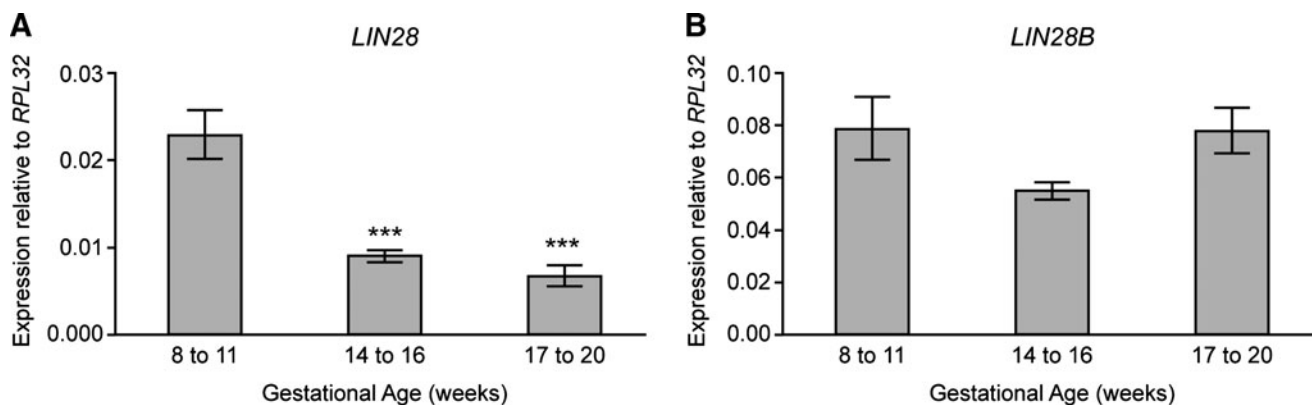 A
LIN28
Expression relative to RPL32
0.03
0.02
0.01
0.000
***
***
8 to 11
14 to 16
17 to 20
Gestational Age (weeks)
B
LIN28B
Expression relative to RPL32
0.10
0.08
0.06
0.04
0.02
0.00
8 to 11
14 to 16
17 to 20
Gestational Age (weeks)